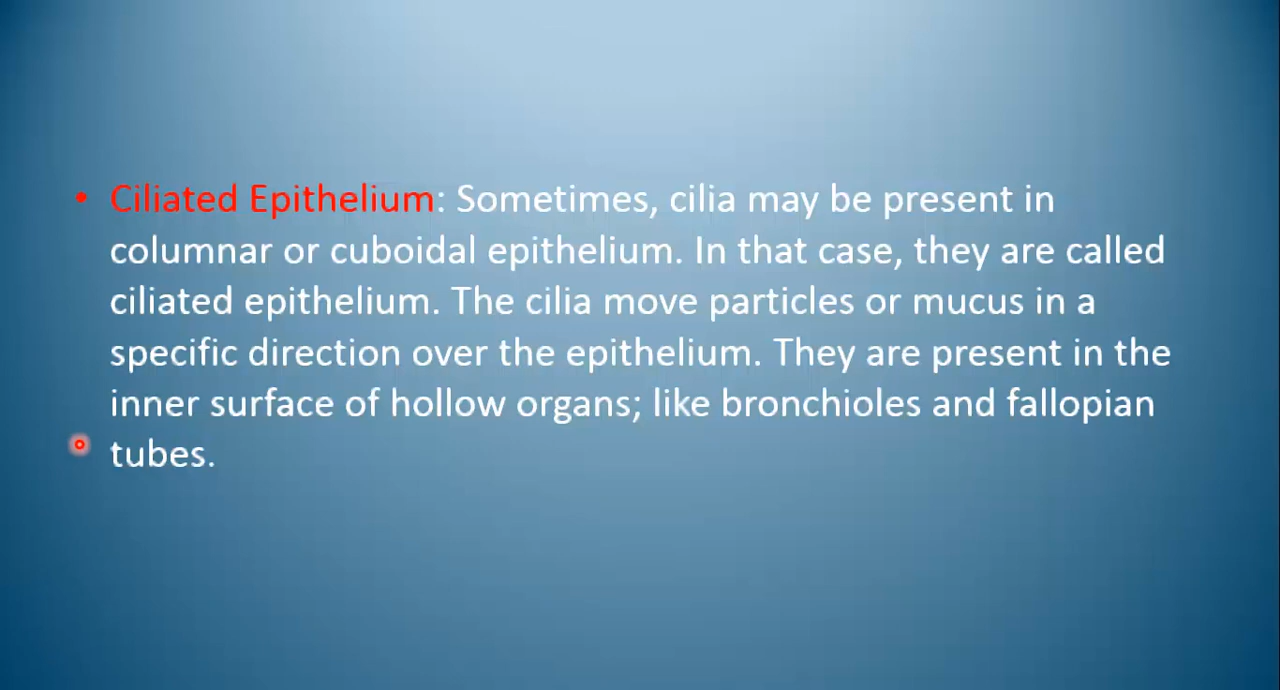 • Ciliated Epithelium: Sometimes, cilia may be present in
columnar or cuboidal epithelium. In that case, they are called
ciliated epithelium. The cilia move particles or mucus in a
specific direction over the epithelium. They are present in the
inner surface of hollow organs; like bronchioles and fallopian
tubes.